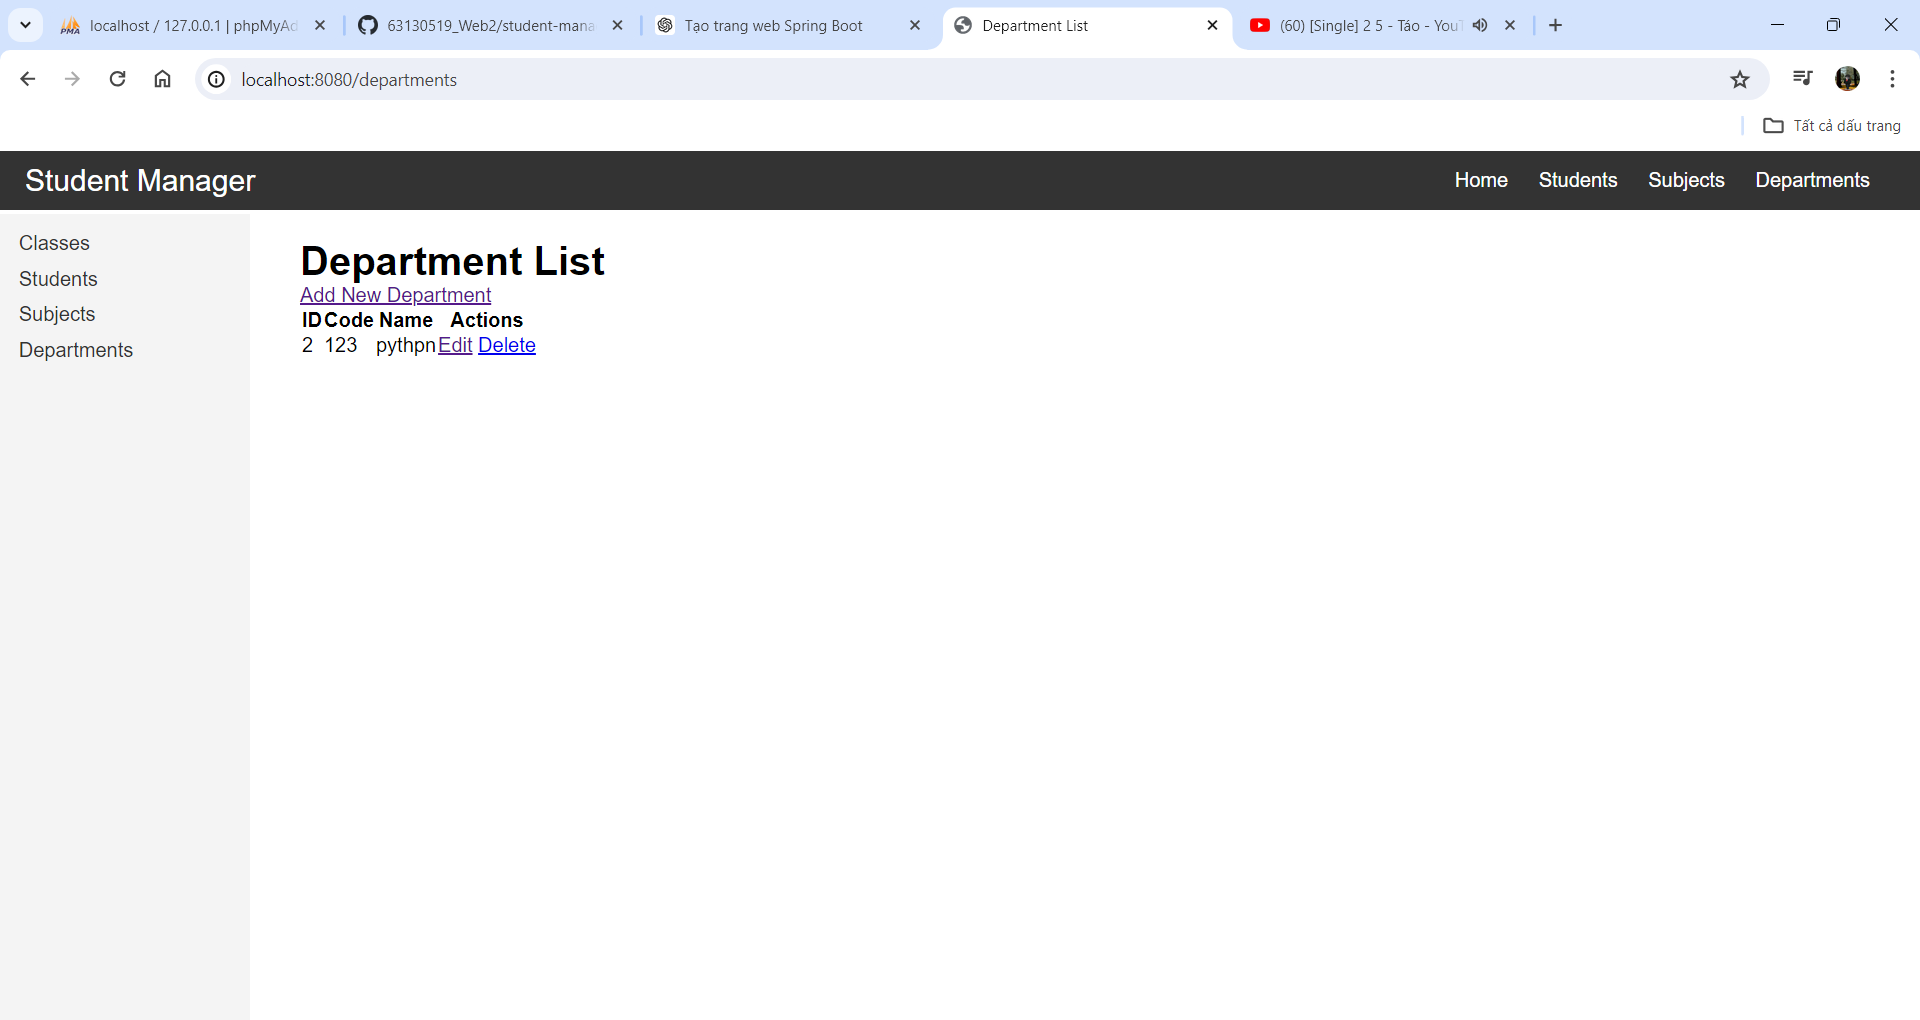 localhost / 127.0.0.1 | phpMyAd
63130519_Web2/student-mana
Tạo trang web Spring Boot
Department List
(60) [Single] 2 5 - Táo - YouT
localhost:8080/departments
Tất cả dấu trang
Student Manager
Home Students Subjects Departments
Classes
Students
Subjects
Departments
Department List
Add New Department
ID Code Name Actions
2 123 pythpn Edit Delete